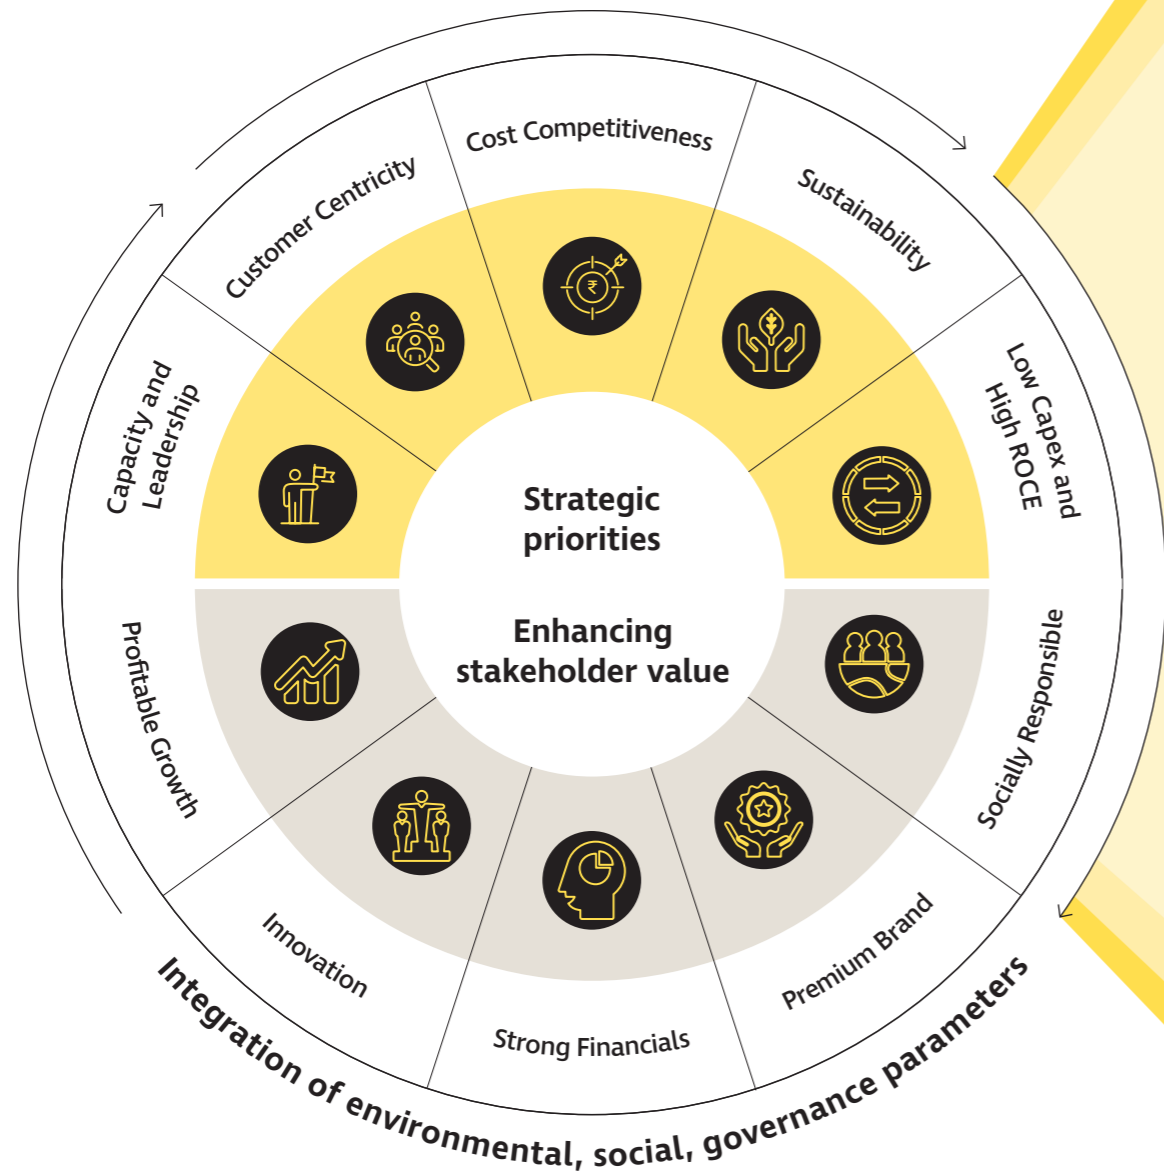 Cost Competitiveness
Customer Centricity
Sustainability
Capacity and
Leadership
Low Capex and
High ROCE
Strategic
priorities
₹
Enhancing
stakeholder value
Profitable Growth
Socially Responsible
Innovation
Premium Brand
Strong Financials
Integration of environmental, social, governance parameters